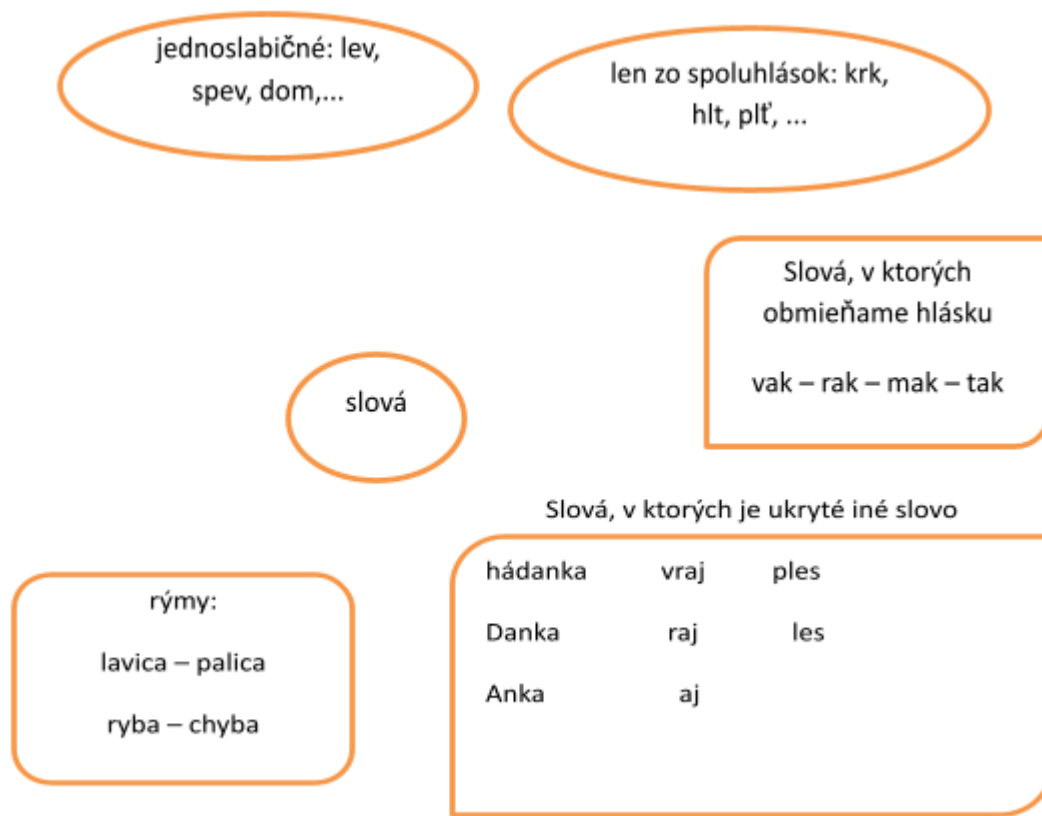 jednoslabičné: lev,
spev, dom,...
len zo spoluhlások: krk,
hlt, plť, ...
Slová, v ktorých
obmieňame hlásku
vak – rak – mak – tak
slová
Slová, v ktorých je ukryté iné slovo
hádanka vraj ples
Danka raj les
Anka aj
rýmy:
lavica – palica
ryba – chyba